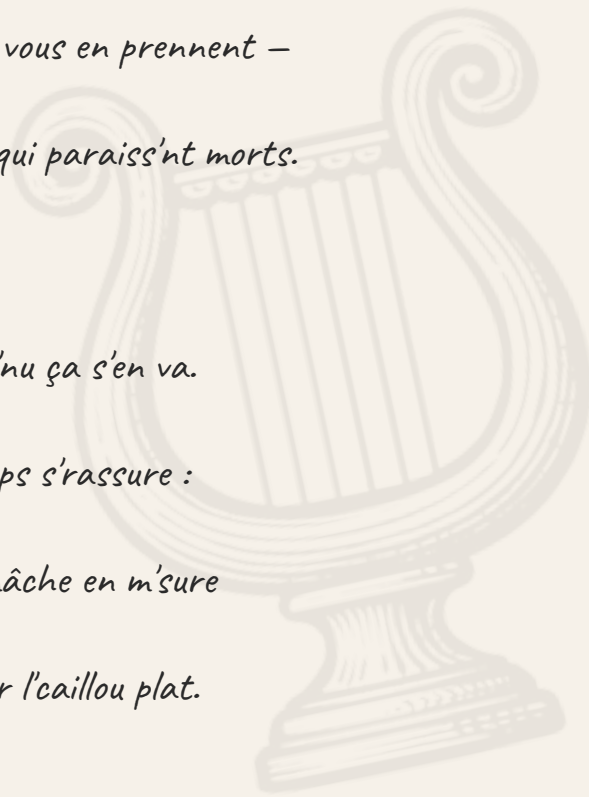 vous en prennent —
qui paraiss'nt morts.
'nu ça s'en va.
ps s'rassure :
âche en m'sure
r l'caillou plat.